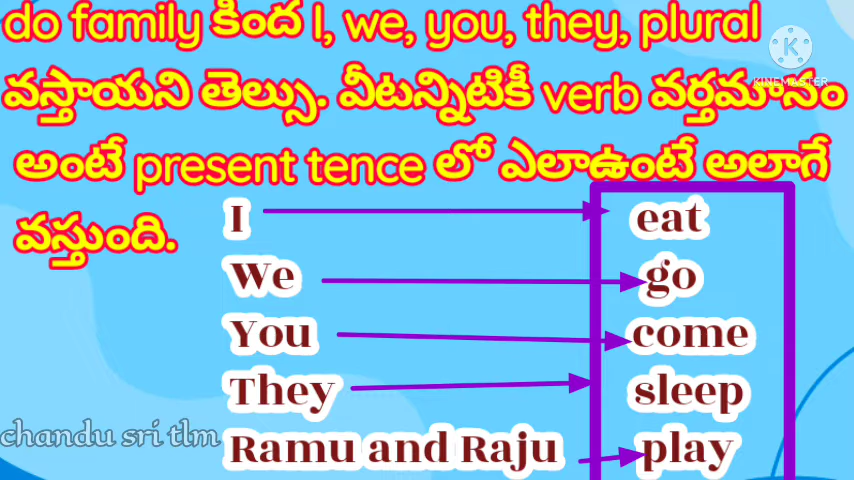 do family కింద I, we, you, they, plural
KINEMASTER
వస్తాయని తెల్సు. వీటన్నిటికీ verb వర్తమానం
అంటే present tence లో ఎలాఉంటే అలాగే
వస్తుంది.
I eat
We go
You come
They sleep
chandu sri tlm
Ramu and Raju play